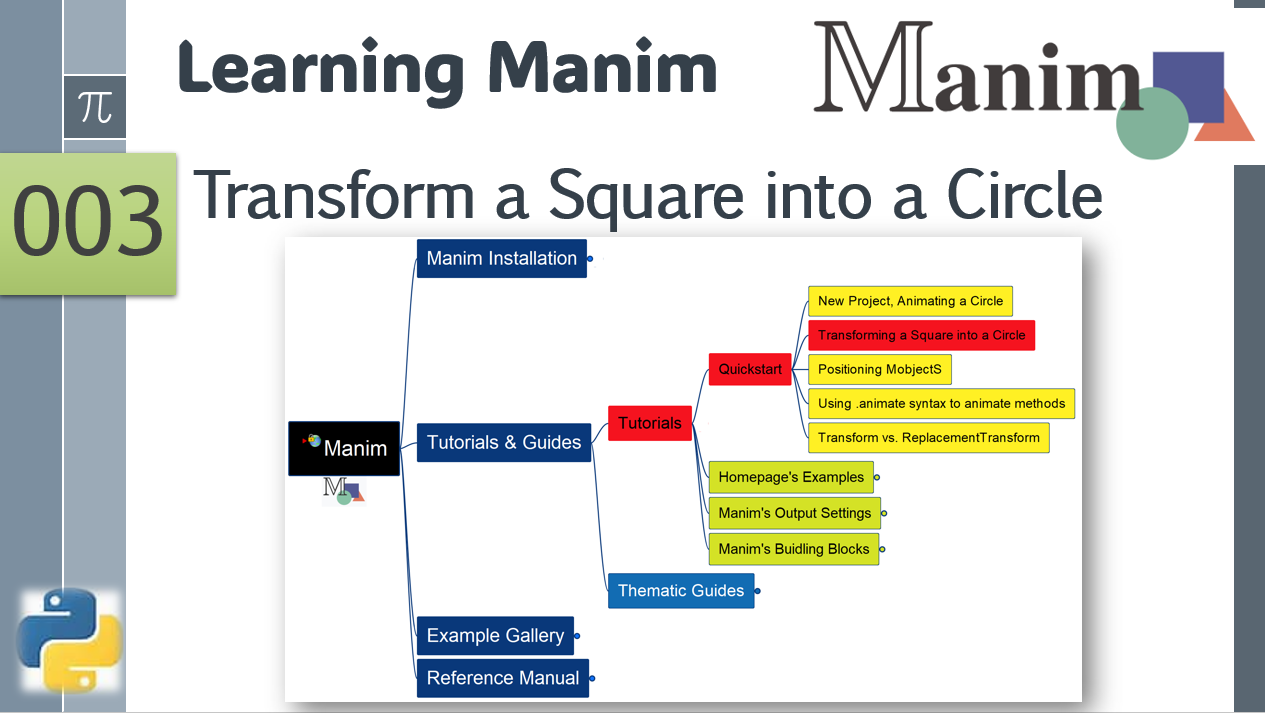 Learning Manim
Manim
π
003
Transform a Square into a Circle
Manim Installation
New Project, Animating a Circle
Transforming a Square into a Circle
Quickstart
Positioning MobjectS
Using .animate syntax to animate methods
Tutorials
Transform vs. ReplacementTransform
Manim
Tutorials & Guides
Homepage's Examples
M
Manim's Output Settings
Manim's Buidling Blocks
Thematic Guides
Example Gallery
Reference Manual